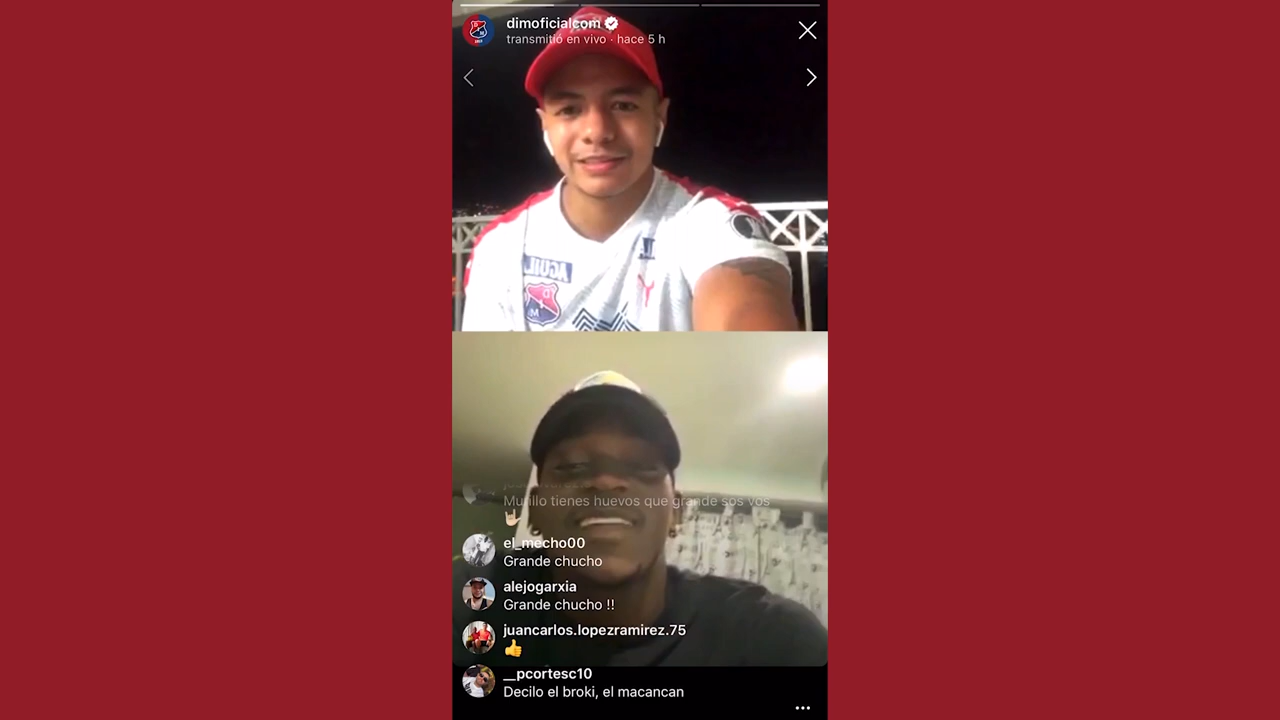 dimoficialcom
transmitió en vivo · hace 5 h
AGUILA
Murillo tienes huevos que grande sos vos
🤟🏼
el_mecho00
Grande chucho
alejogarxia
Grande chucho !!
juancarlos.lopezramirez.75
👍
__pcortesc10
Decilo el broki, el macancan